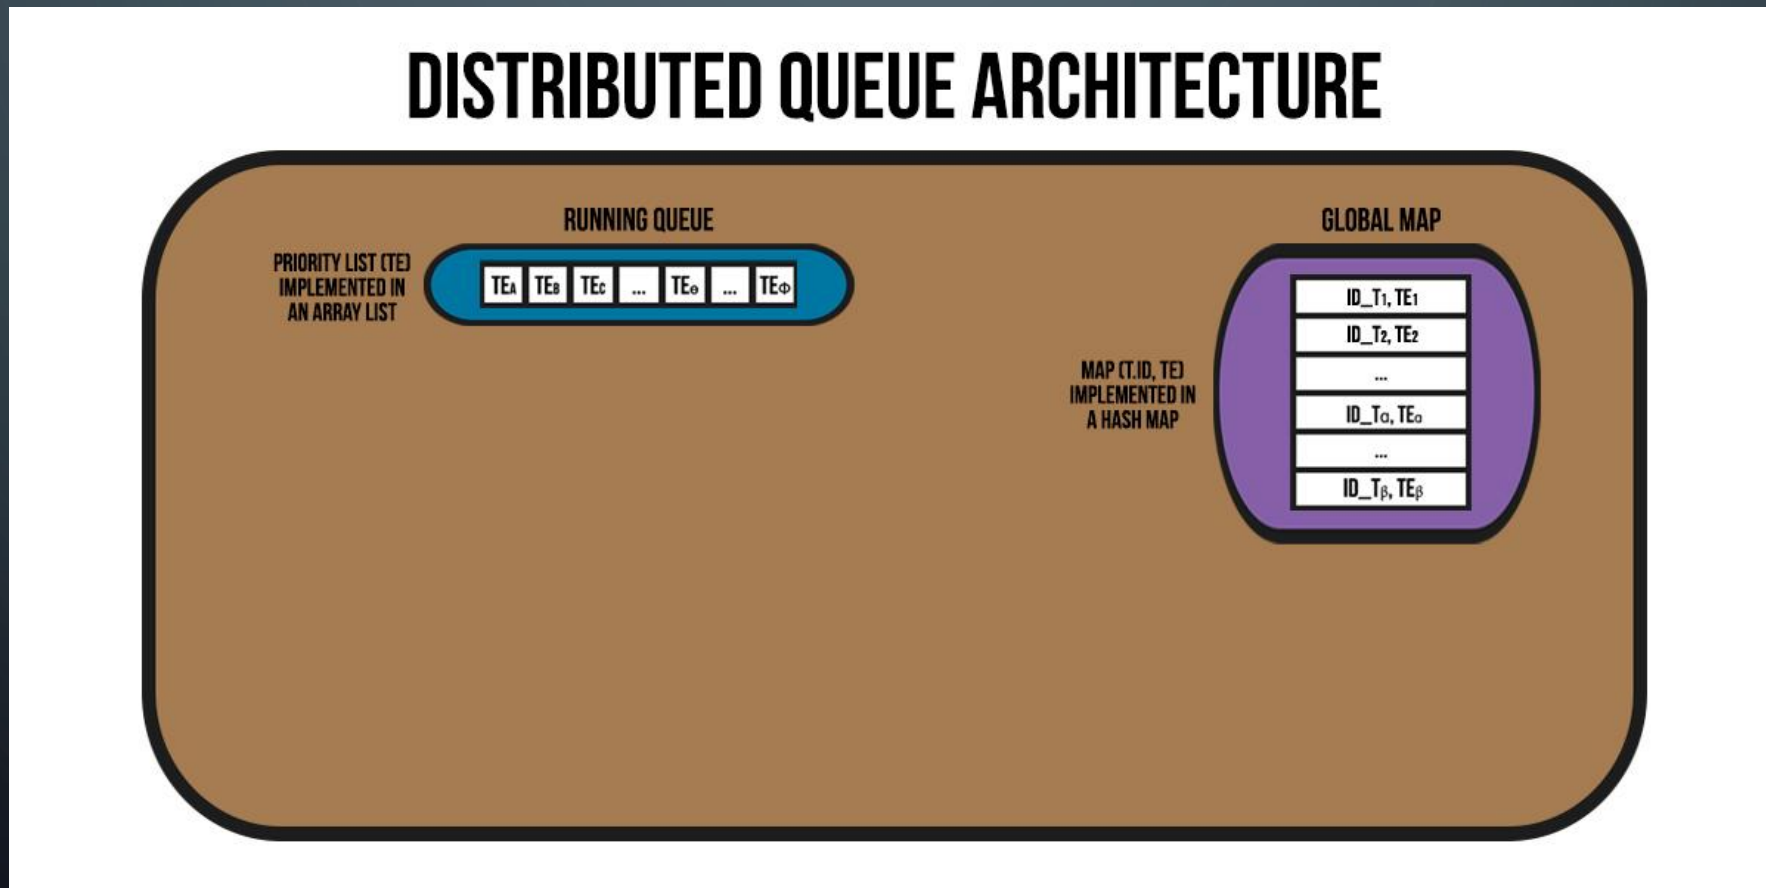 DISTRIBUTED QUEUE ARCHITECTURE
RUNNING QUEUE
PRIORITY LIST (TE)
IMPLEMENTED IN
AN ARRAY LIST
TEA TEB TEC ... TEΘ ... TEΦ
GLOBAL MAP
MAP (T.ID, TE)
IMPLEMENTED IN
A HASH MAP
ID_T1, TE1
ID_T2, TE2
...
ID_Tα, TEα
...
ID_Tβ, TEβ